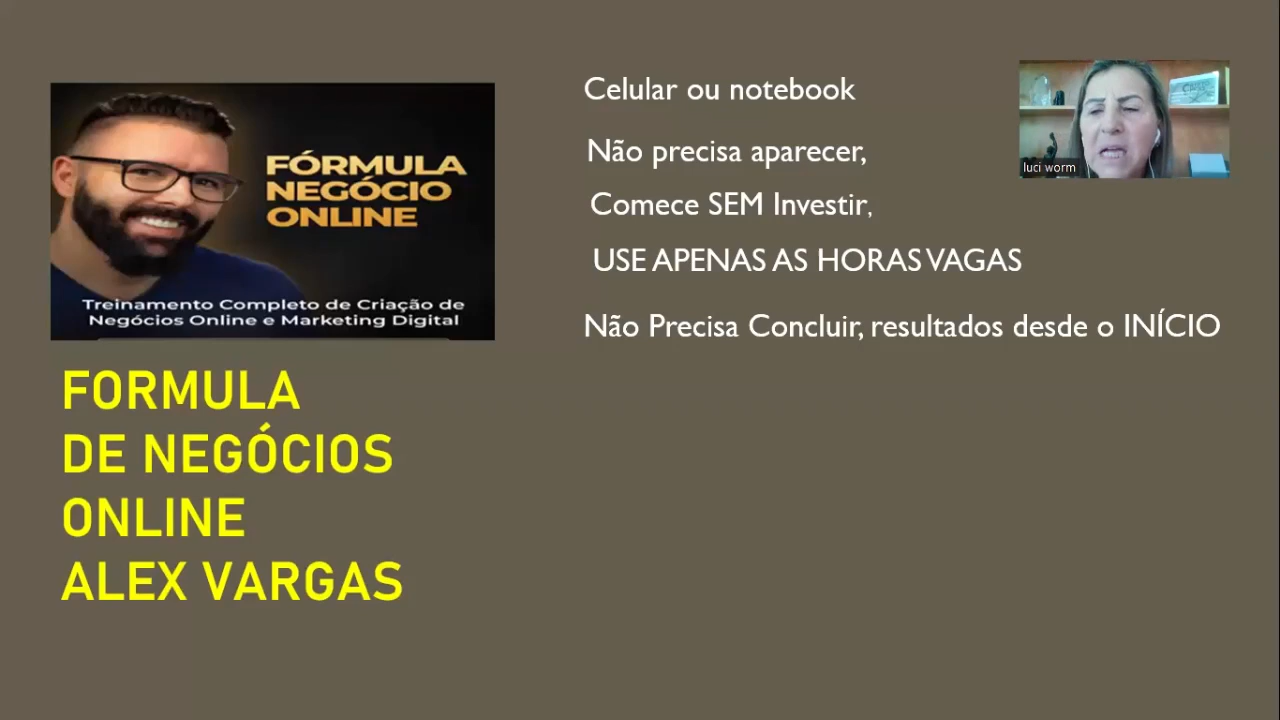 FÓRMULA
NEGÓCIO
ONLINE
Treinamento Completo de Criação de
Negócios Online e Marketing Digital
FORMULA
DE NEGÓCIOS
ONLINE
ALEX VARGAS
Celular ou notebook
Não precisa aparecer,
Comece SEM Investir,
USE APENAS AS HORAS VAGAS
Não Precisa Concluir, resultados desde o INÍCIO
luci worm